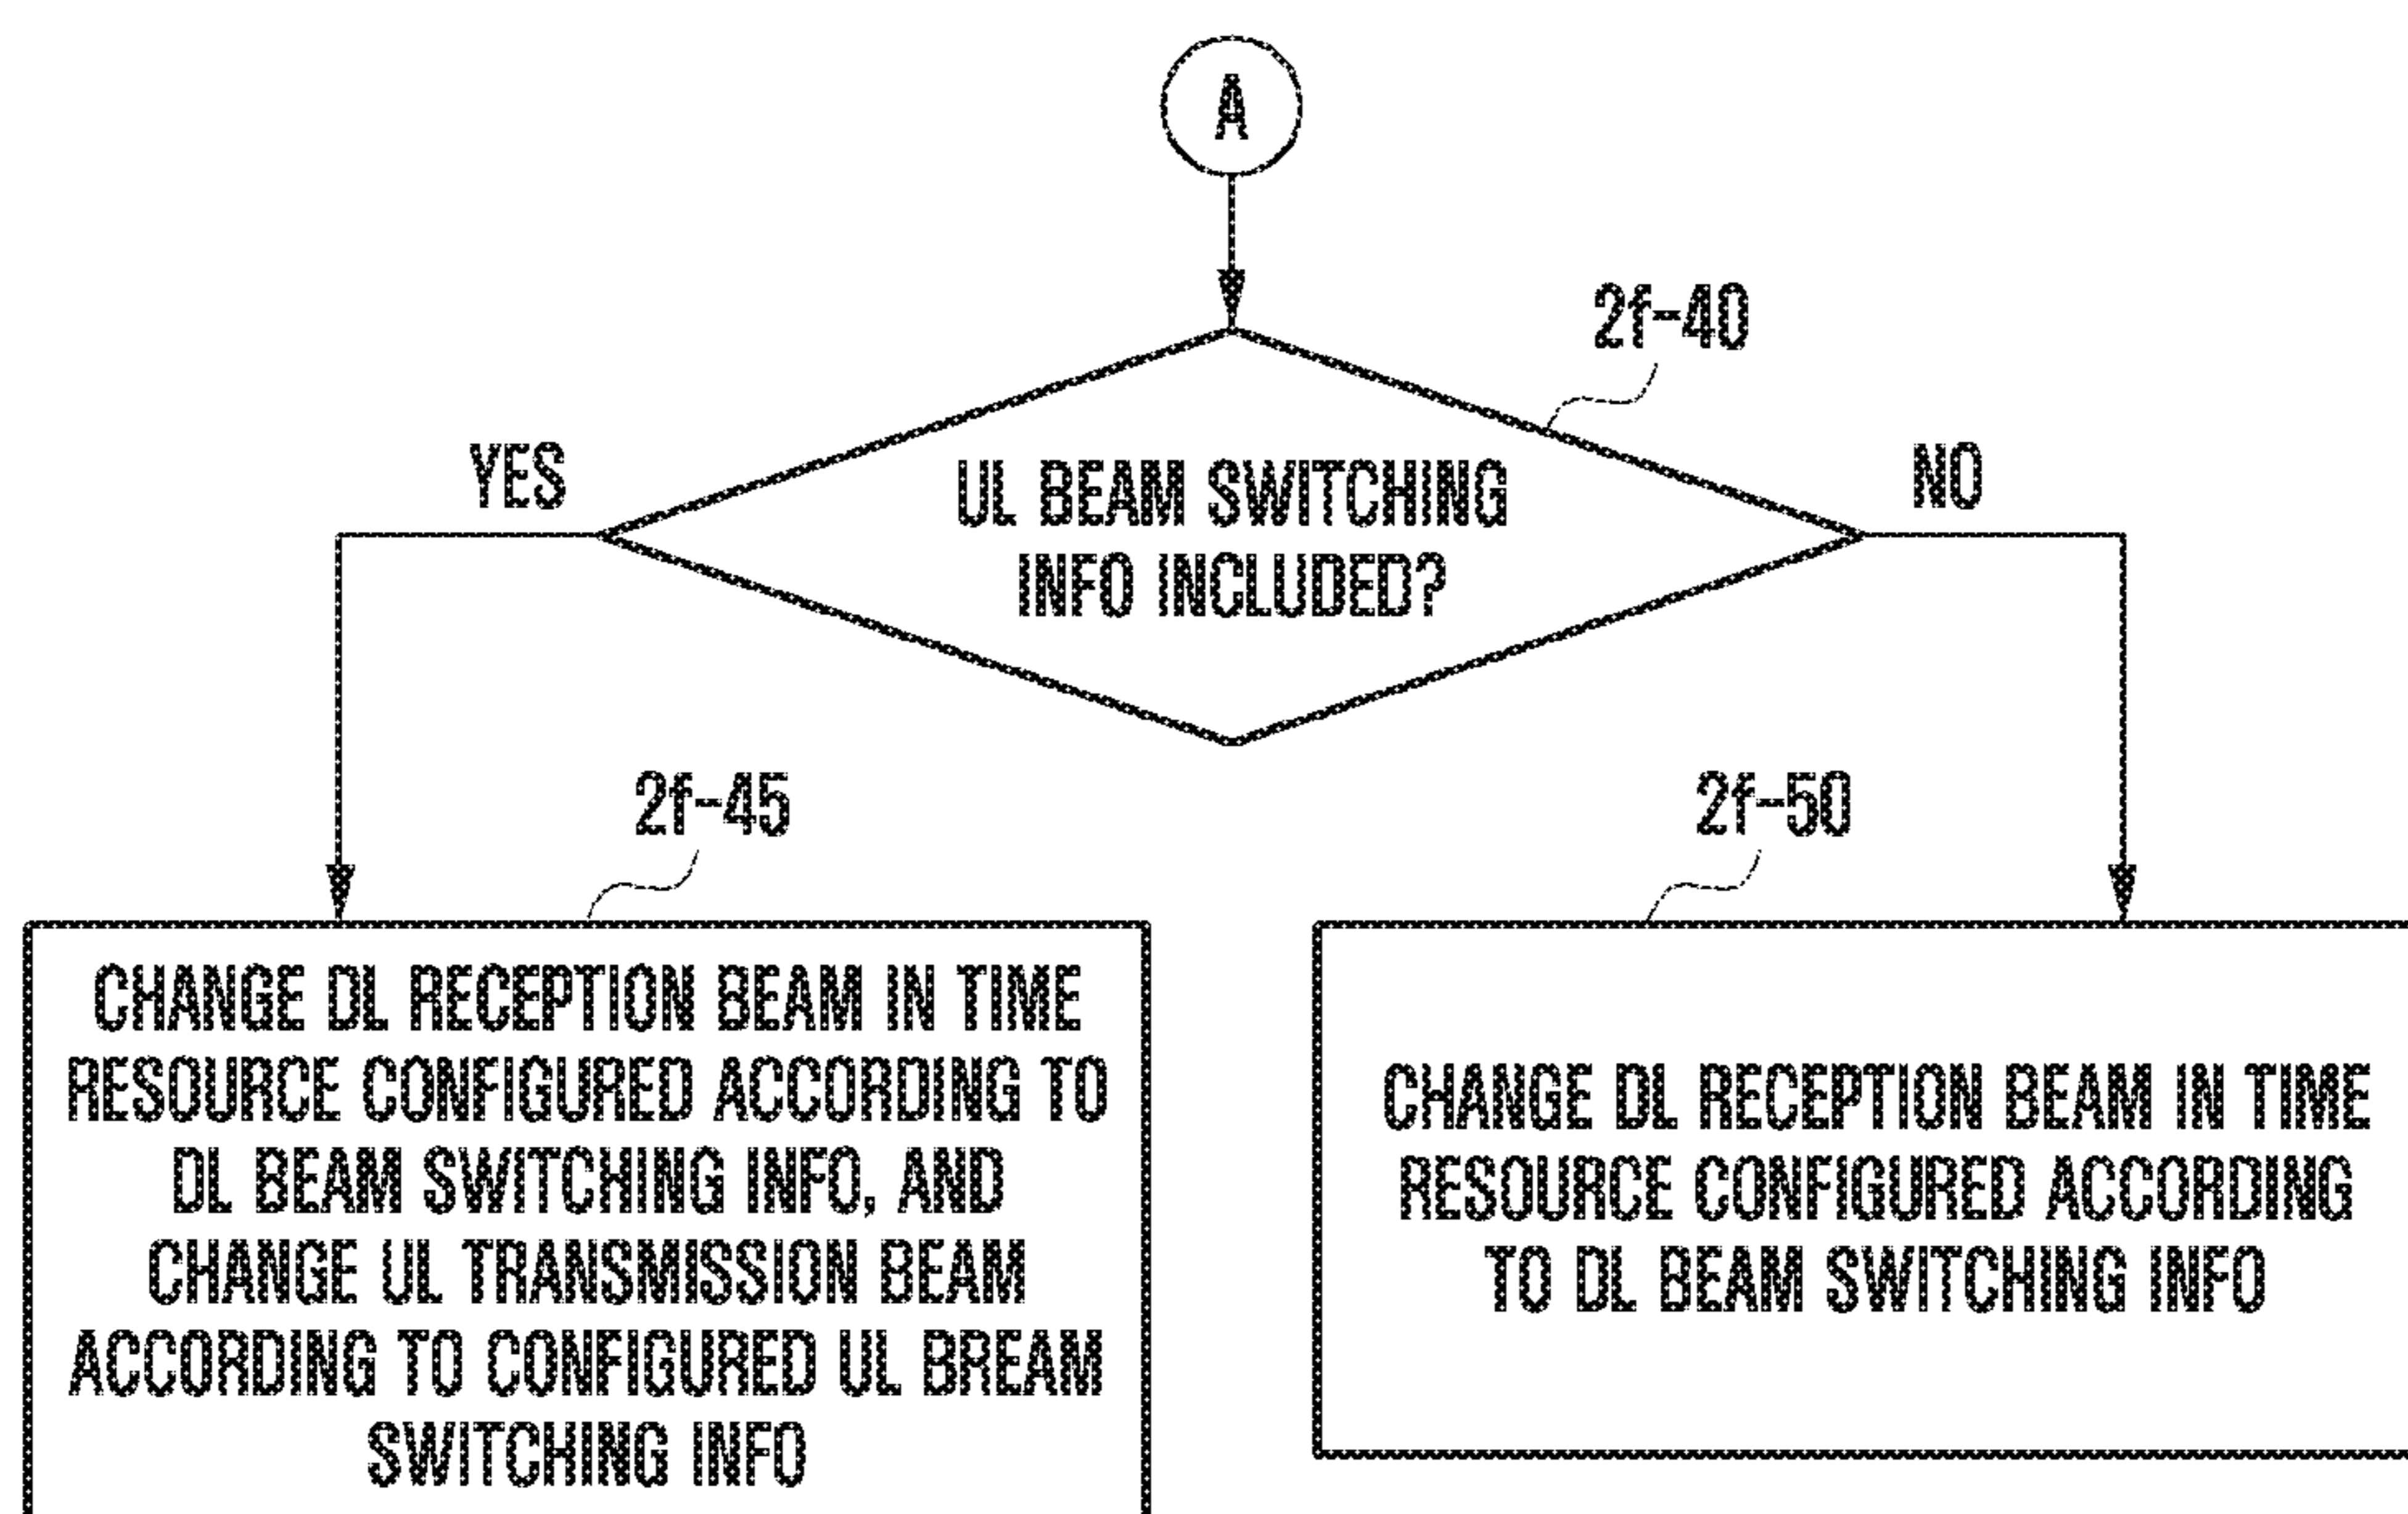 A
2f-40
YES
NO
UL BEAM SWITCHING
INFO INCLUDED?
2f-45
2f-50
CHANGE DL RECEPTION BEAM IN TIME
RESOURCE CONFIGURED ACCORDING TO
DL BEAM SWITCHING INFO, AND
CHANGE UL TRANSMISSION BEAM
ACCORDING TO CONFIGURED UL BREAM
SWITCHING INFO
CHANGE DL RECEPTION BEAM IN TIME
RESOURCE CONFIGURED ACCORDING
TO DL BEAM SWITCHING INFO